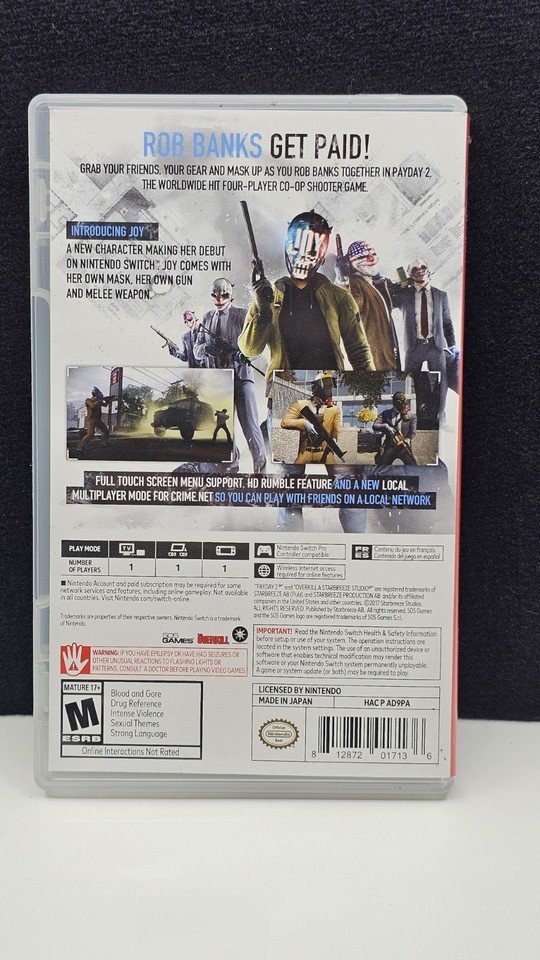 ROB BANKS GET PAID!
GRAB YOUR FRIENDS, YOUR GEAR AND MASK UP AS YOU ROB BANKS TOGETHER IN PAYDAY 2,
THE WORLDWIDE HIT FOUR-PLAYER CO-OP SHOOTER GAME.
INTRODUCING JOY
A NEW CHARACTER MAKING HER DEBUT
ON NINTENDO SWITCH™. JOY COMES WITH
HER OWN MASK, HER OWN GUN
AND MELEE WEAPON.
JOY
FULL TOUCH SCREEN MENU SUPPORT, HD RUMBLE FEATURE AND A NEW LOCAL
MULTIPLAYER MODE FOR CRIME.NET SO YOU CAN PLAY WITH FRIENDS ON A LOCAL NETWORK
PLAY MODE
TV
NUMBER
OF PLAYERS
1 1 1
Nintendo Switch Pro
Controller compatible
Wireless Internet access
required for online features
FR
ES
Contenu du jeu en français
Contenido del juego en español
■ Nintendo Account and paid subscription may be required for some
network services and features, including online gameplay. Not available
in all countries. Visit Nintendo.com/switch-online.
Trademarks are properties of their respective owners. Nintendo Switch is a trademark
of Nintendo.
"PAYDAY 2®" and "OVERKILL A STARBREEZE STUDIO®" are registered trademarks of
STARBREEZE AB (Publ) and STARBREEZE PRODUCTION AB and/or its affiliated
companies in the United States and other countries. ©2017 Starbreeze Studios.
ALL RIGHTS RESERVED. Published by Starbreeze AB. All rights reserved. 505 Games
and the 505 Games logo are registered trademarks of 505 Games S.r.l.
505
GAMES
OVERKILL
WARNING: IF YOU HAVE EPILEPSY OR HAVE HAD SEIZURES OR
OTHER UNUSUAL REACTIONS TO FLASHING LIGHTS OR
PATTERNS, CONSULT A DOCTOR BEFORE PLAYING VIDEO GAMES.
IMPORTANT! Read the Nintendo Switch Health & Safety Information
before setup or use of your system. The operation instructions are
located in the system settings. The use of an unauthorized device or
software that enables technical modification may render this
software or your Nintendo Switch system permanently unplayable.
A game or system update (or both) may be required to play.
MATURE 17+
M
ESRB
Blood and Gore
Drug Reference
Intense Violence
Sexual Themes
Strong Language
Online Interactions Not Rated
LICENSED BY NINTENDO
MADE IN JAPAN
HAC P AD9PA
Official
Nintendo
Seal
8 12872 01713 6